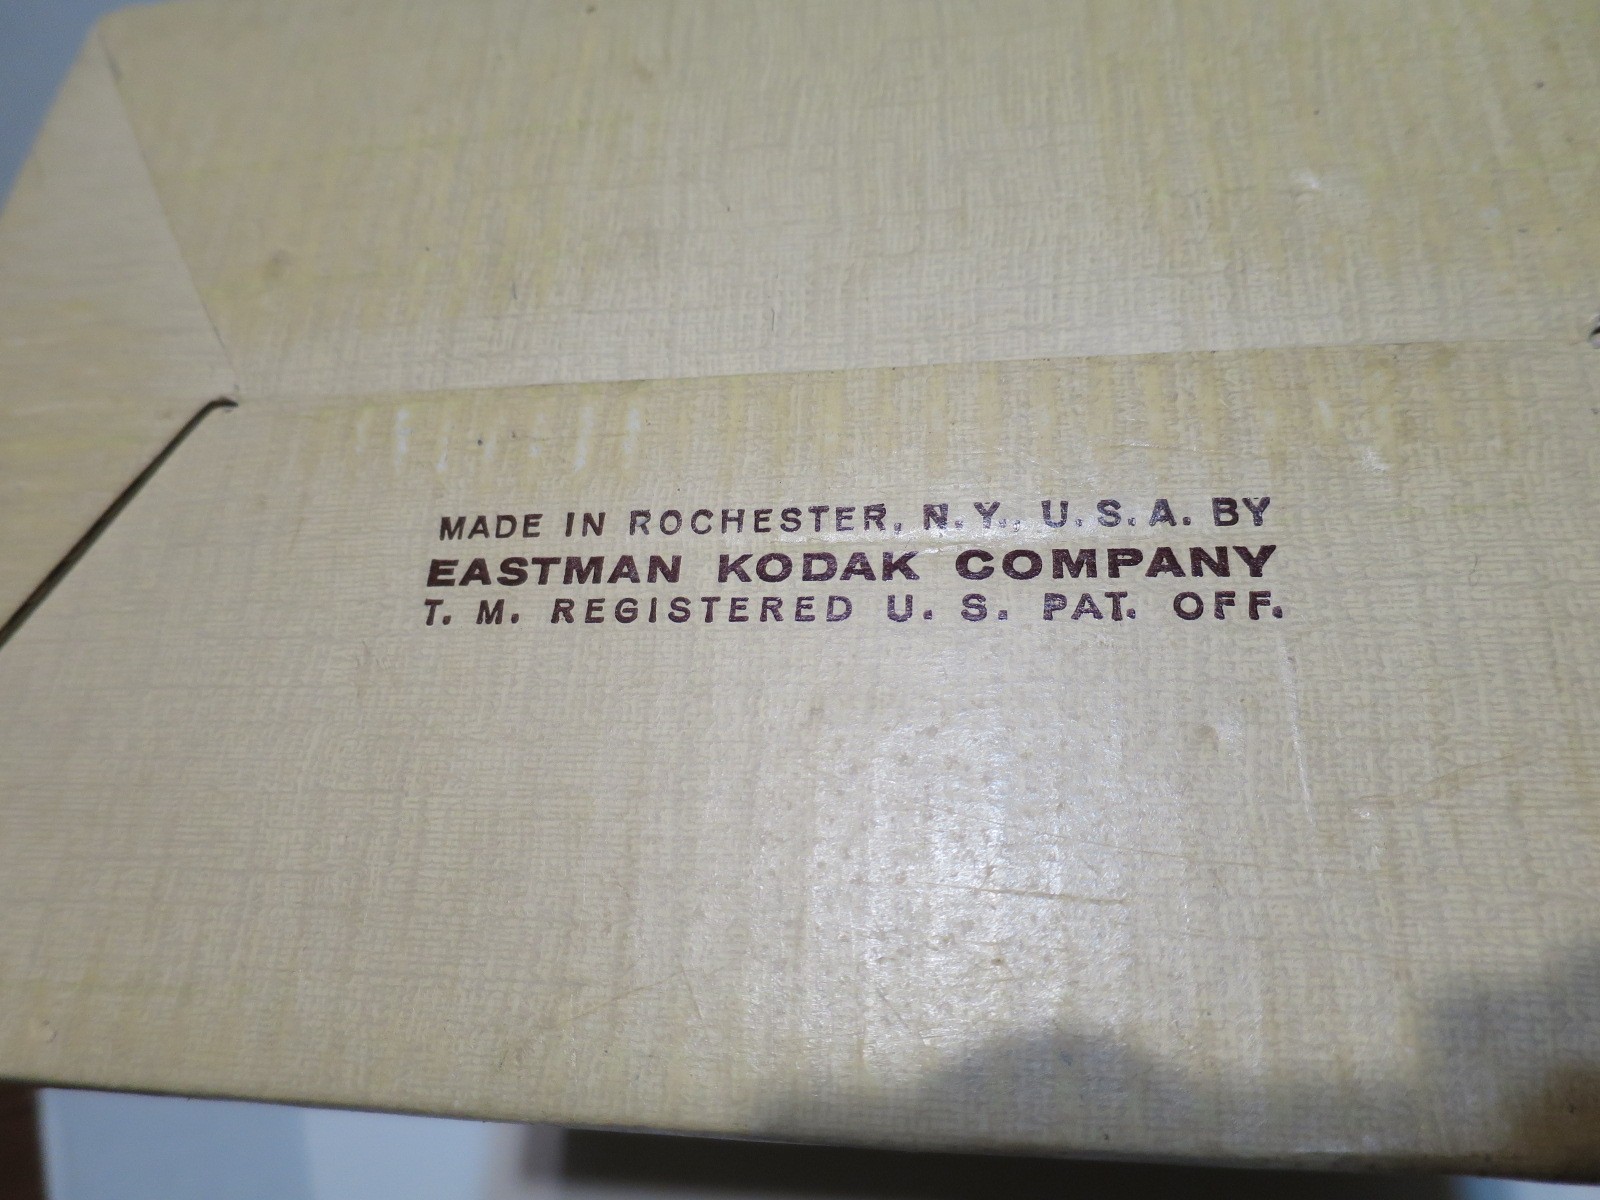 MADE IN ROCHESTER, N.Y., U.S.A. BY
EASTMAN KODAK COMPANY
T. M. REGISTERED U. S. PAT. OFF.